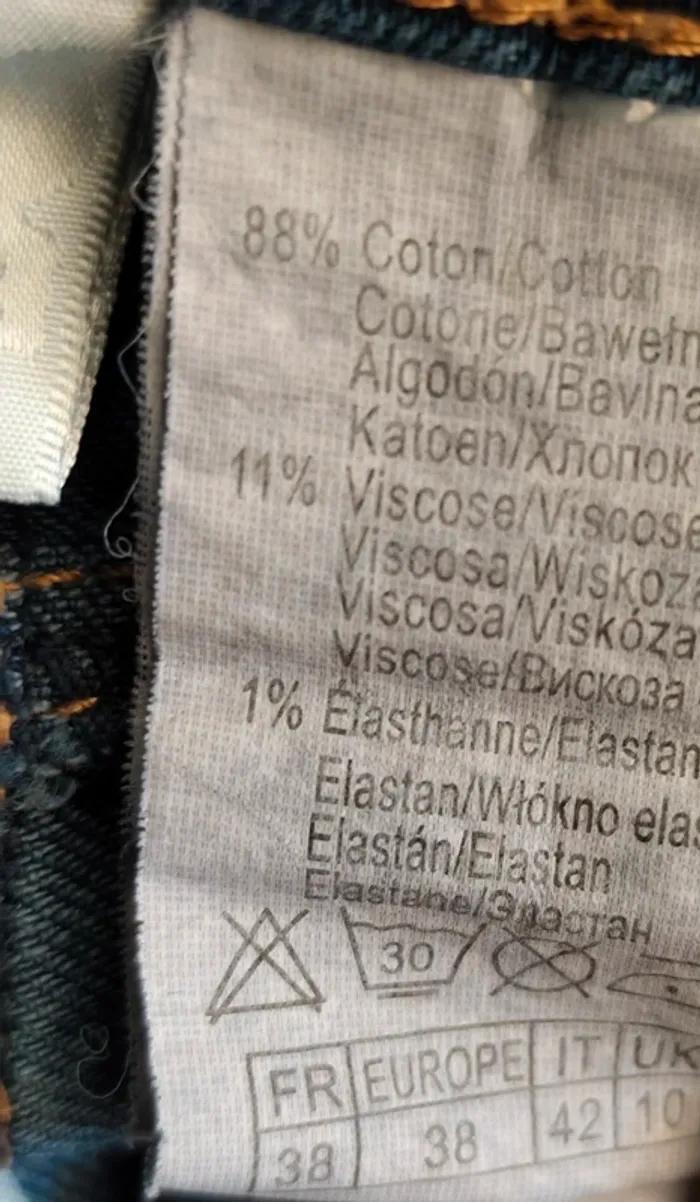 88% Coton/Cotton
Cotone/Bawełn
Algodón/Bavlna
Katoen/Хлопок
11% Viscose/Viscose
Viscosa/Wiskoz
Viscosa/Viskóza
Viscose/Вискоза
1% Élasthanne/Elastan
Elastan/Włókno elas
Elastán/Elastan
Elastane/Эластан
30
FR EUROPE IT UK
38 38 42 10